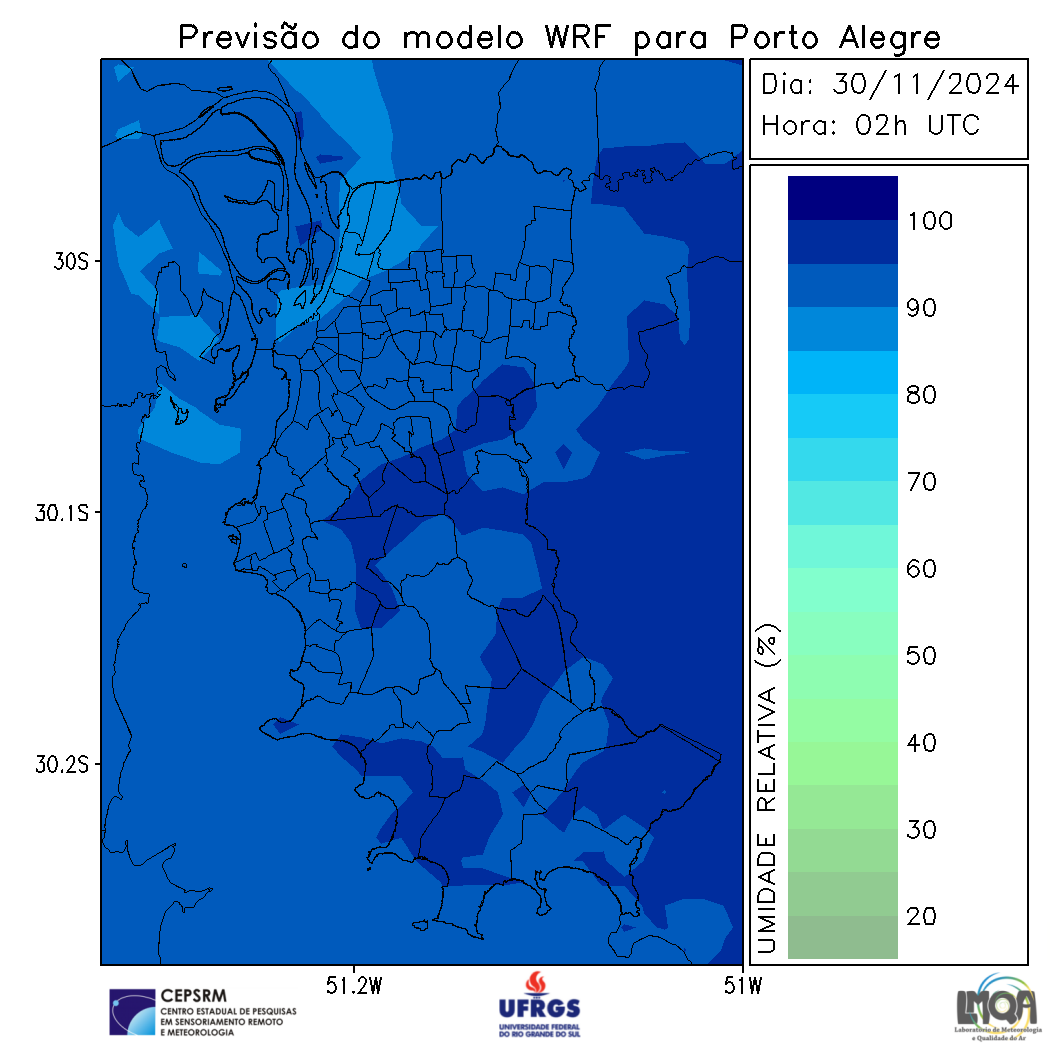 Previsão do modelo WRF para Porto Alegre
Dia: 30/11/2024
Hora: 02h UTC
30S
30.1S
30.2S
51.2W
51W
100
90
80
70
60
50
40
30
20
UMIDADE RELATIVA (%)
CEPSRM
CENTRO ESTADUAL DE PESQUISAS
EM SENSORIAMENTO REMOTO
E METEOROLOGIA
UFRGS
UNIVERSIDADE FEDERAL
DO RIO GRANDE DO SUL
LMQA
Laboratório de Meteorologia
e Qualidade do Ar